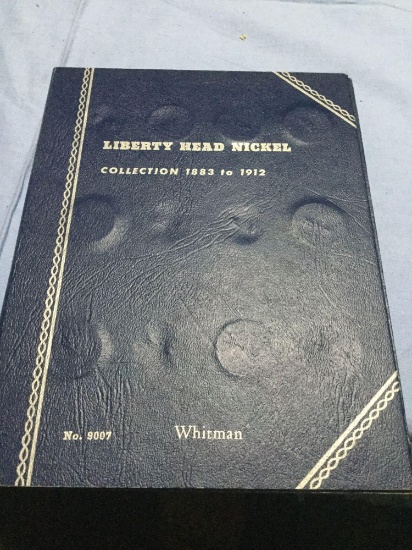 LIBERTY HEAD NICKEL
COLLECTION 1883 to 1912
No. 9007 Whitman